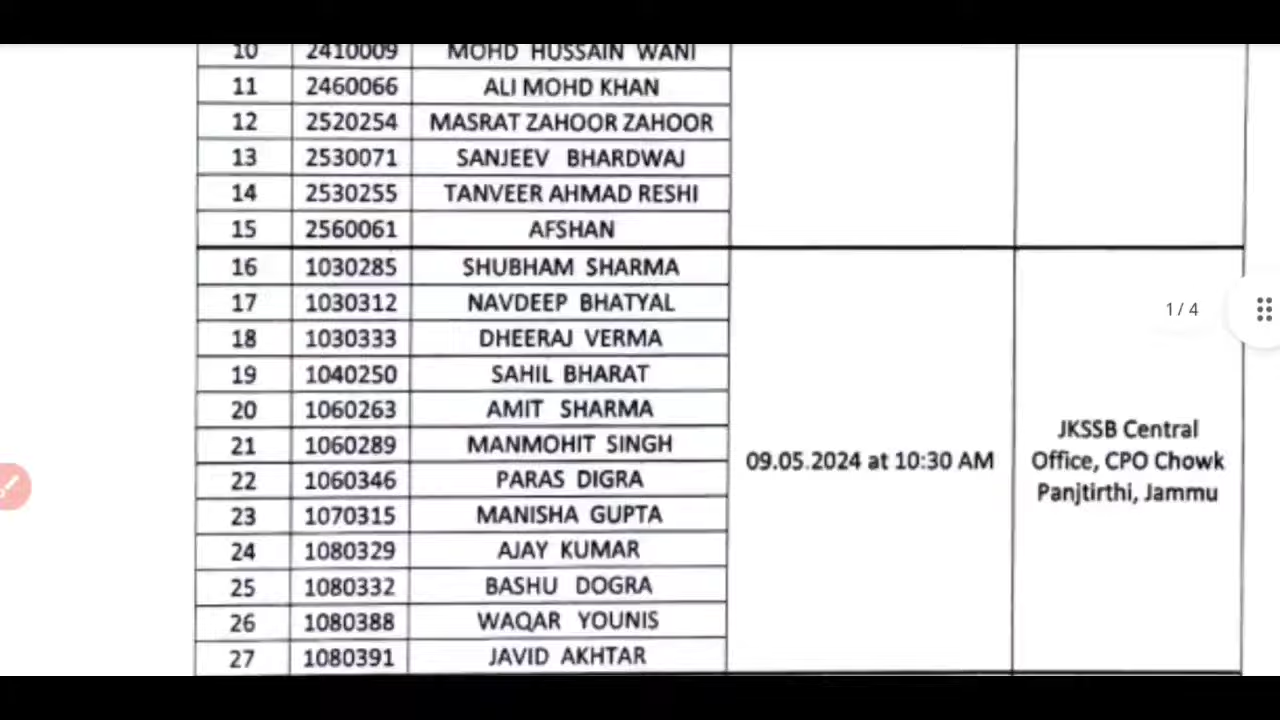 10 2410009 MOHD HUSSAIN WANI
11 2460066 ALI MOHD KHAN
12 2520254 MASRAT ZAHOOR ZAHOOR
13 2530071 SANJEEV BHARDWAJ
14 2530255 TANVEER AHMAD RESHI
15 2560061 AFSHAN
16 1030285 SHUBHAM SHARMA
17 1030312 NAVDEEP BHATYAL
18 1030333 DHEERAJ VERMA
19 1040250 SAHIL BHARAT
20 1060263 AMIT SHARMA
21 1060289 MANMOHIT SINGH
22 1060346 PARAS DIGRA
23 1070315 MANISHA GUPTA
24 1080329 AJAY KUMAR
25 1080332 BASHU DOGRA
26 1080388 WAQAR YOUNIS
27 1080391 JAVID AKHTAR
09.05.2024 at 10:30 AM
JKSSB Central
Office, CPO Chowk
Panjtirthi, Jammu
1 / 4